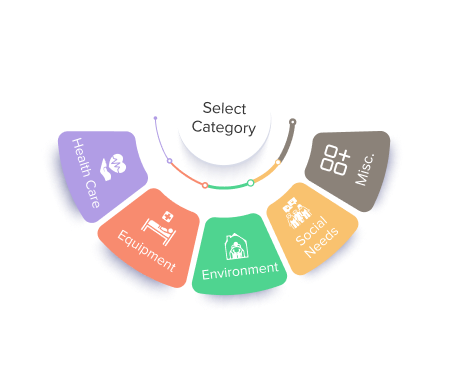 Select
Category
Health Care
Equipment
Environment
Social
Needs
Misc.